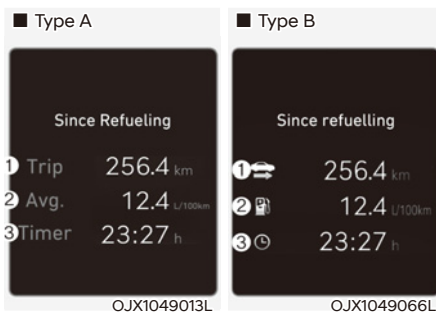 ■ Type A
Since Refueling
1 Trip 256.4 km
2 Avg. 12.4 L/100km
3 Timer 23:27 h
OJX1049013L
■ Type B
Since refuelling
1 256.4 km
2 12.4 L/100km
3 23:27 h
OJX1049066L